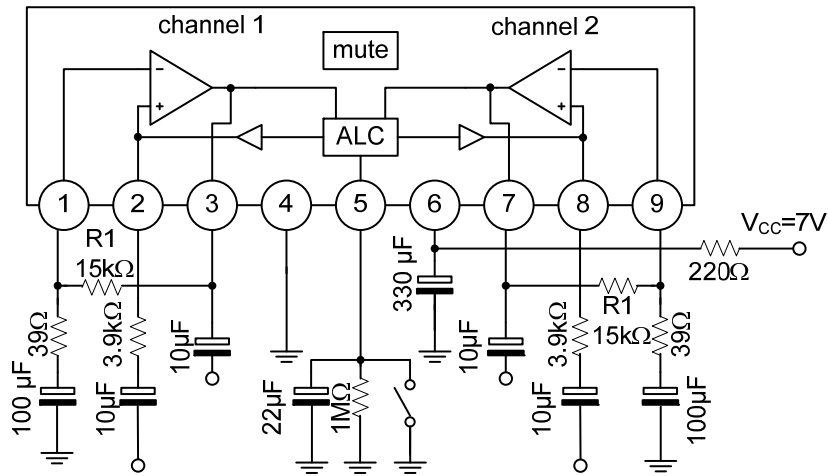 channel 1
channel 2
mute
−
+
−
+
ALC
1 2 3 4 5 6 7 8 9
R1
15kΩ
330 µF
V_CC=7V
220Ω
R1
15kΩ
39Ω
3.9kΩ
10µF
10µF
3.9kΩ
39Ω
100 µF
10µF
22µF
1MΩ
10µF
100µF